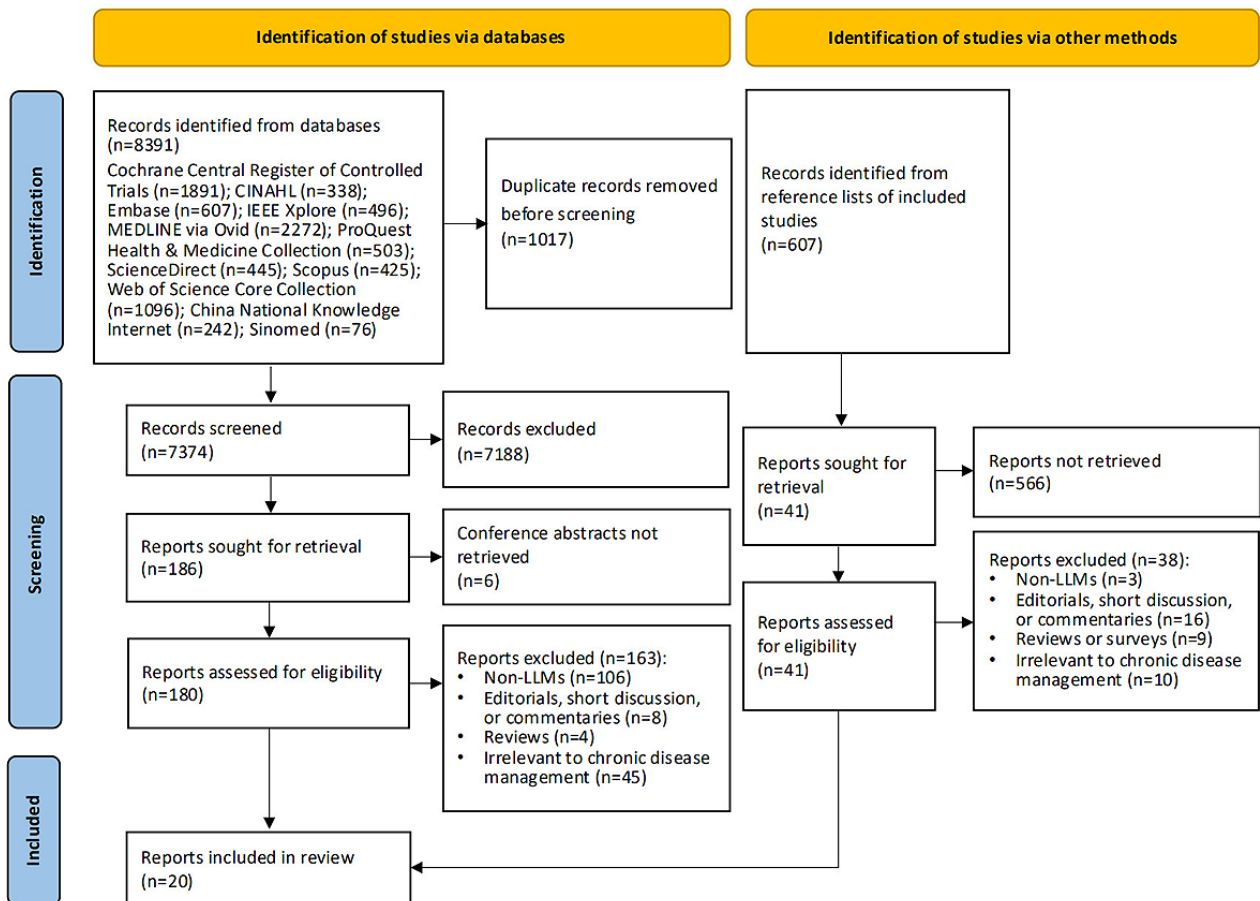 Identification of studies via databases
Identification of studies via other methods
Identification
Records identified from databases
(n=8391)
Cochrane Central Register of Controlled
Trials (n=1891); CINAHL (n=338);
Embase (n=607); IEEE Xplore (n=496);
MEDLINE via Ovid (n=2272); ProQuest
Health & Medicine Collection (n=503);
ScienceDirect (n=445); Scopus (n=425);
Web of Science Core Collection
(n=1096); China National Knowledge
Internet (n=242); Sinomed (n=76)
Duplicate records removed
before screening
(n=1017)
Records identified from
reference lists of included
studies
(n=607)
Screening
Records screened
(n=7374)
Records excluded
(n=7188)
Reports sought for retrieval
(n=186)
Conference abstracts not
retrieved
(n=6)
Reports assessed for eligibility
(n=180)
Reports excluded (n=163):
• Non-LLMs (n=106)
• Editorials, short discussion,
or commentaries (n=8)
• Reviews (n=4)
• Irrelevant to chronic disease
management (n=45)
Reports sought for
retrieval
(n=41)
Reports not retrieved
(n=566)
Reports assessed
for eligibility
(n=41)
Reports excluded (n=38):
• Non-LLMs (n=3)
• Editorials, short discussion,
or commentaries (n=16)
• Reviews or surveys (n=9)
• Irrelevant to chronic disease
management (n=10)
Included
Reports included in review
(n=20)